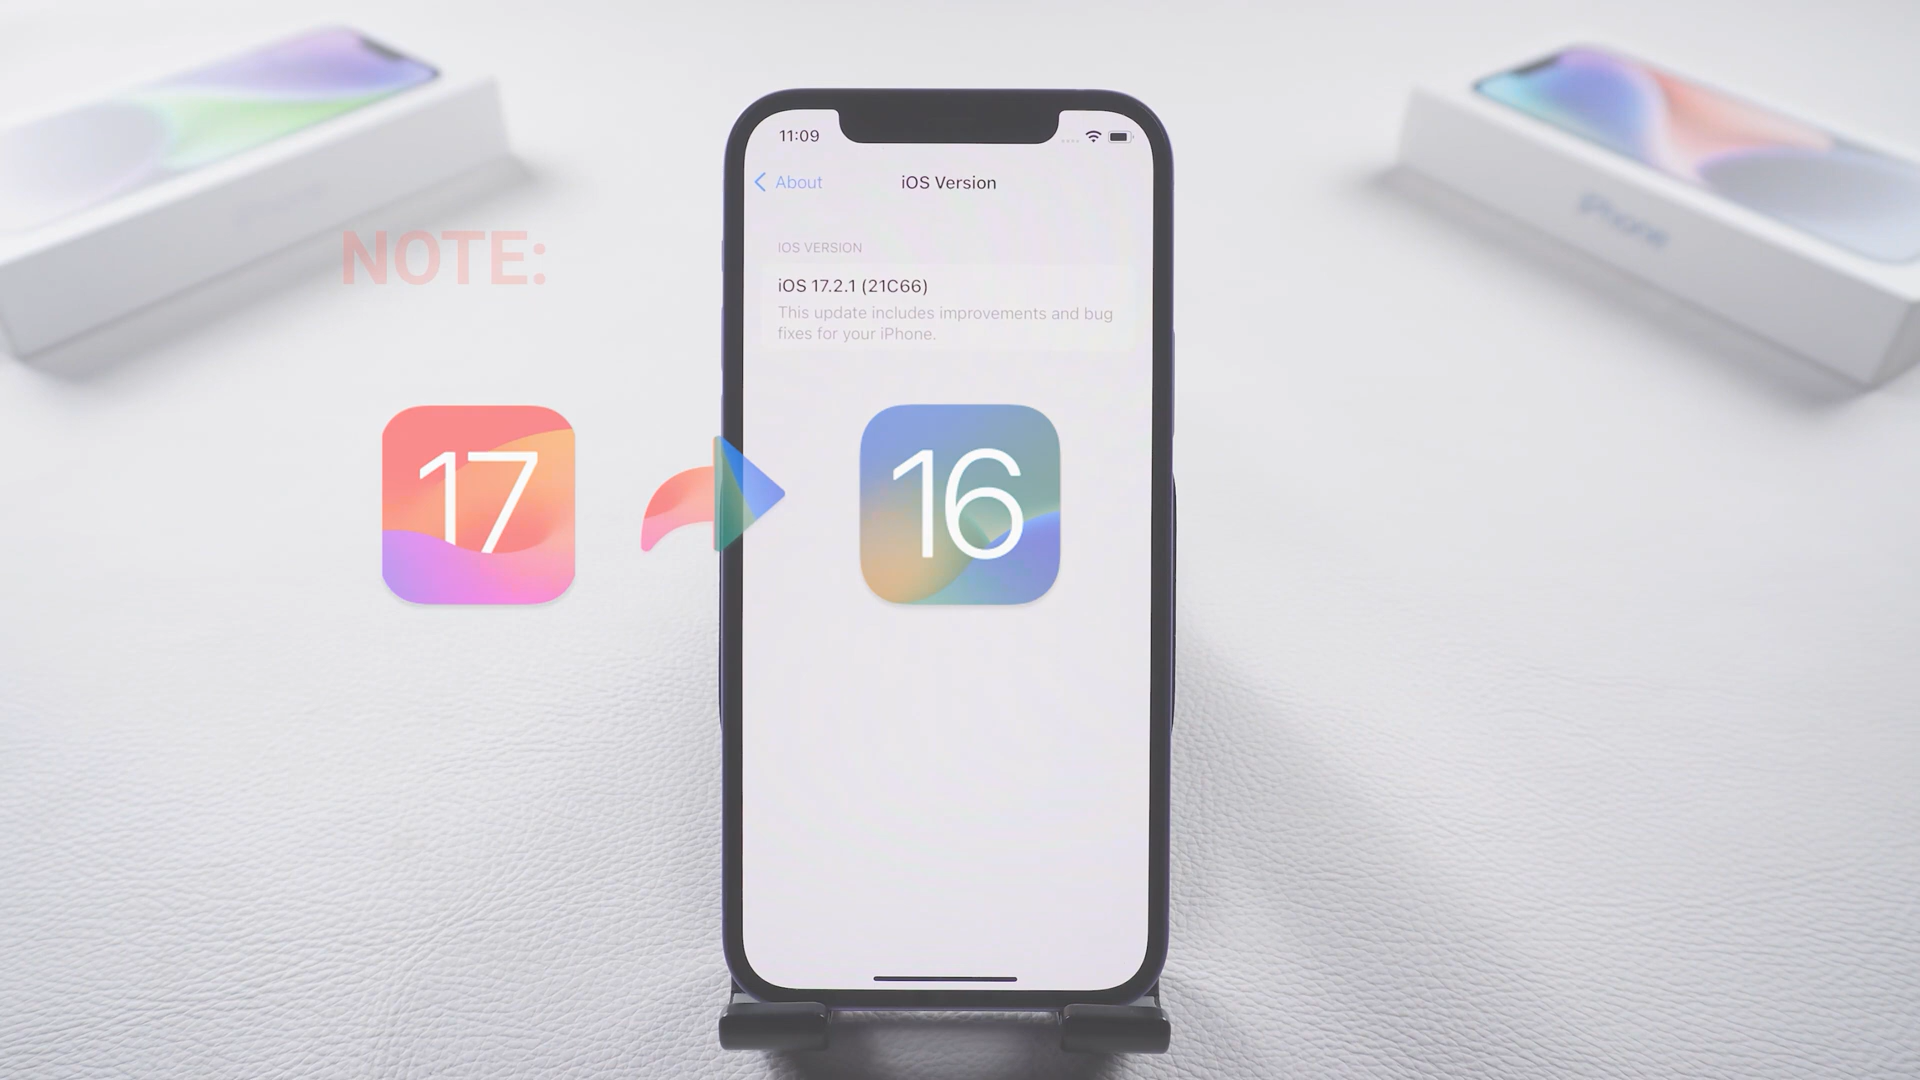 11:09
About
iOS Version
IOS VERSION
iOS 17.2.1 (21C66)
This update includes improvements and bug
fixes for your iPhone.
NOTE:
17
16
iPhone